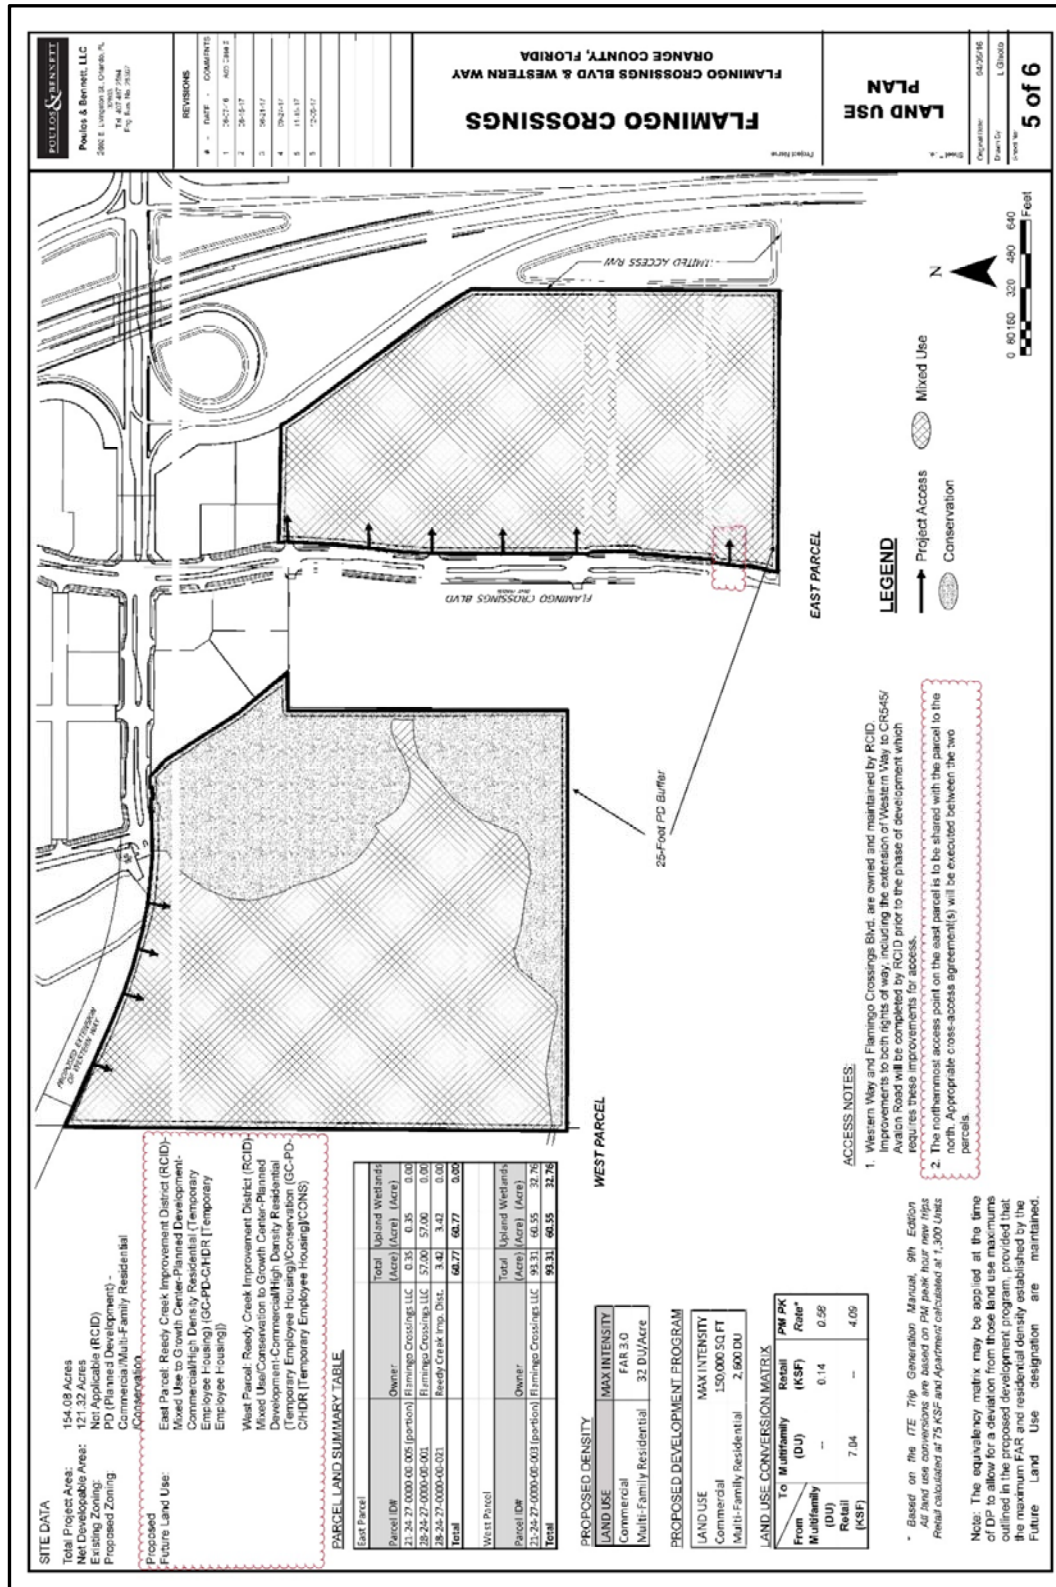 SITE DATA
Total Project Area: 154.08 Acres
Net Developable Area: 121.32 Acres
Existing Zoning: Not Applicable (RCID)
Proposed Zoning: PD (Planned Development) -
Commercial/Multi-Family Residential
/Conservation
Proposed
Future Land Use: East Parcel: Reedy Creek Improvement District (RCID)-
Mixed Use to Growth Center-Planned Development-
Commercial/High Density Residential (Temporary
Employee Housing) (GC-PD-C/HDR [Temporary
Employee Housing])
West Parcel: Reedy Creek Improvement District (RCID)
Mixed Use/Conservation to Growth Center-Planned
Development-Commercial/High Density Residential
(Temporary Employee Housing)/Conservation (GC-PD-
C/HDR [Temporary Employee Housing]/CONS)
PARCEL LAND SUMMARY TABLE
East Parcel
Parcel ID# Owner Total (Acre) Upland (Acre) Wetlands (Acre)
21-24-27-0000-00-005 (portion) Flamingo Crossings LLC 0.35 0.35 0.00
28-24-27-0000-00-001 Flamingo Crossings LLC 57.00 57.00 0.00
28-24-27-0000-00-021 Reedy Creek Imp. Dist. 3.42 3.42 0.00
Total 60.77 60.77 0.00
West Parcel
Parcel ID# Owner Total (Acre) Upland (Acre) Wetlands (Acre)
21-24-27-0000-00-003 (portion) Flamingo Crossings LLC 93.31 60.55 32.76
Total 93.31 60.55 32.76
PROPOSED DENSITY
LAND USE MAX INTENSITY
Commercial FAR 3.0
Multi-Family Residential 32 DU/Acre
PROPOSED DEVELOPMENT PROGRAM
LAND USE MAX INTENSITY
Commercial 150,000 SQ FT
Multi-Family Residential 2,600 DU
LAND USE CONVERSION MATRIX
From To Multifamily (DU) Retail (KSF) PM PK Rate*
Multifamily (DU) -- 0.14 0.58
Retail (KSF) 7.04 -- 4.09
* Based on the ITE Trip Generation Manual, 9th Edition
All land use conversions are based on PM peak hour new trips
Retail calculated at 75 KSF and Apartment calculated at 1,300 Units
Note: The equivalency matrix may be applied at the time
of DP to allow for a deviation from those land use maximums
outlined in the proposed development program, provided that
the maximum FAR and residential density established by the
Future Land Use designation are maintained.
PROPOSED EXTENSION
OF WESTERN WAY
WEST PARCEL
25-Foot PD Buffer
FLAMINGO CROSSINGS BLVD
EAST PARCEL
LIMITED ACCESS R/W
ACCESS NOTES:
1. Western Way and Flamingo Crossings Blvd. are owned and maintained by RCID.
Improvements to both rights of way, including the extension of Western Way to CR545/
Avalon Road will be completed by RCID prior to the phase of development which
requires these improvements for access.
2. The northernmost access point on the east parcel is to be shared with the parcel to the
north. Appropriate cross-access agreement(s) will be executed between the two
parcels.
LEGEND
Project Access
Mixed Use
Conservation
N
0 80 160 320 480 640
Feet
POULOS & BENNETT
Poulos & Bennett, LLC
REVISIONS
# - DATE - COMMENTS
Project Name
FLAMINGO CROSSINGS
FLAMINGO CROSSINGS BLVD & WESTERN WAY
ORANGE COUNTY, FLORIDA
LAND USE
PLAN
Original Date: 04/26/16
Drawn By:
5 of 6